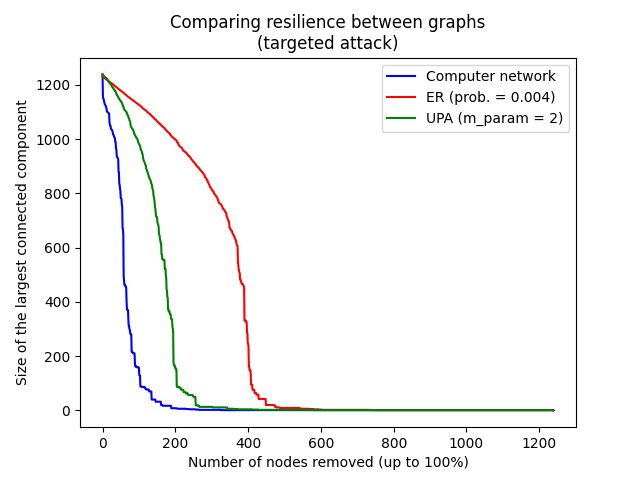 Comparing resilience between graphs
(targeted attack)
Computer network
ER (prob. = 0.004)
UPA (m_param = 2)
Size of the largest connected component
1200
1000
800
600
400
200
0
0 200 400 600 800 1000 1200
Number of nodes removed (up to 100%)